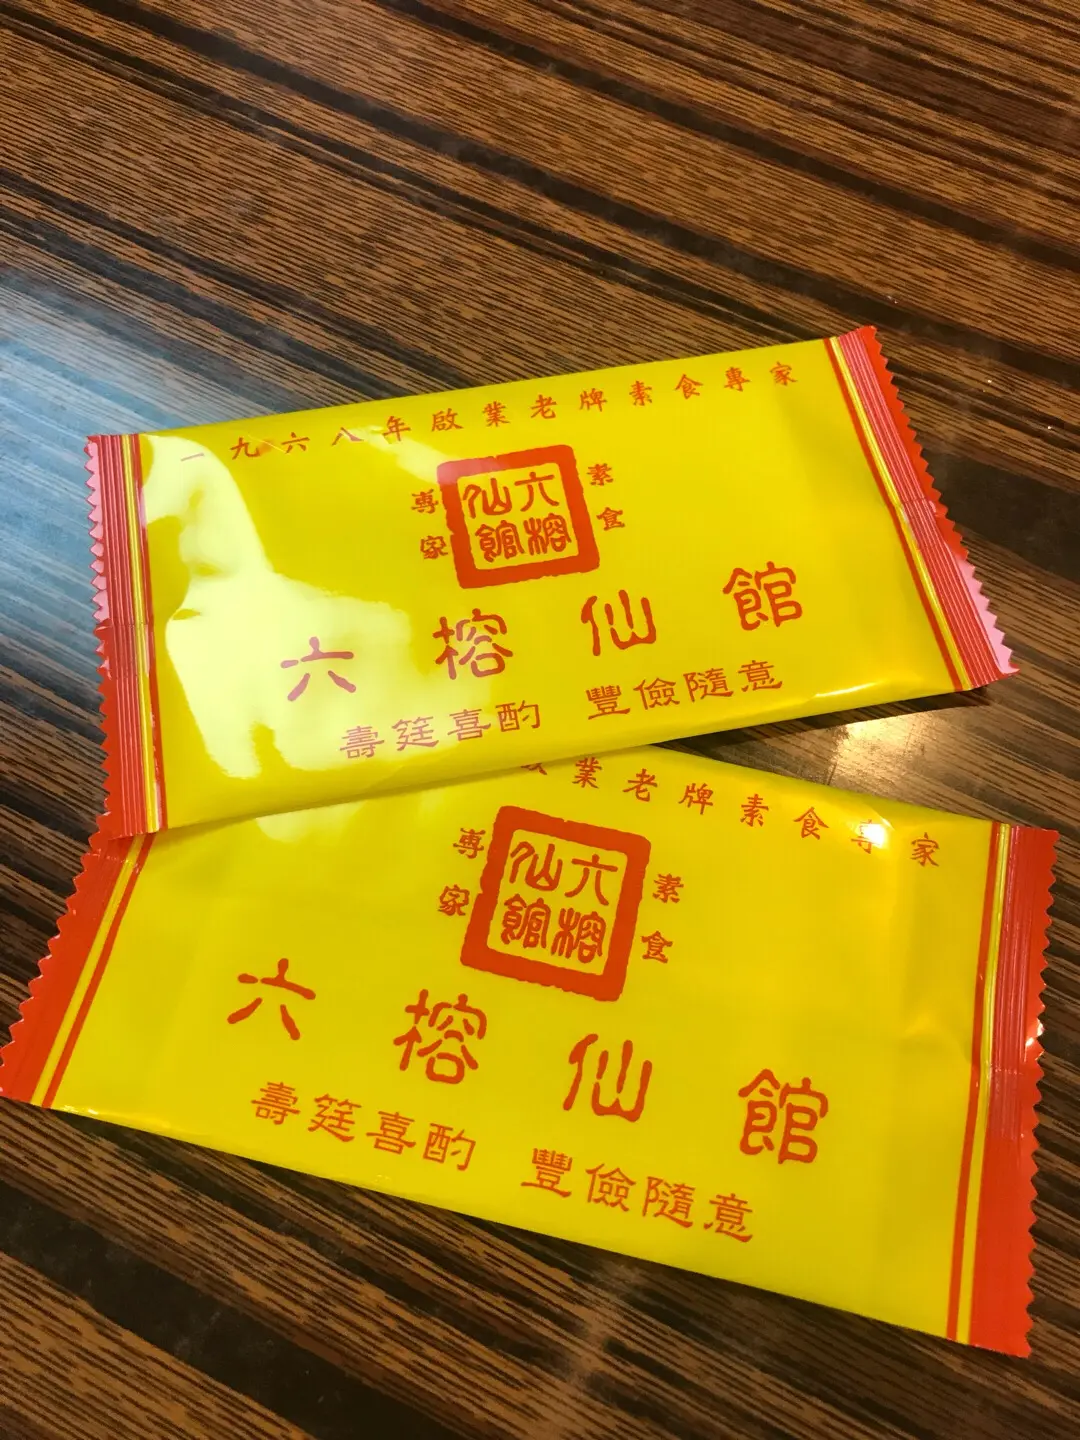 一九六八年啟業老牌素食專家
素食
專家
六榕
仙館
六榕仙館
壽筵喜酌 豐儉隨意
業老牌素食專家
素食
專家
六榕
仙館
六榕仙館
壽筵喜酌 豐儉隨意